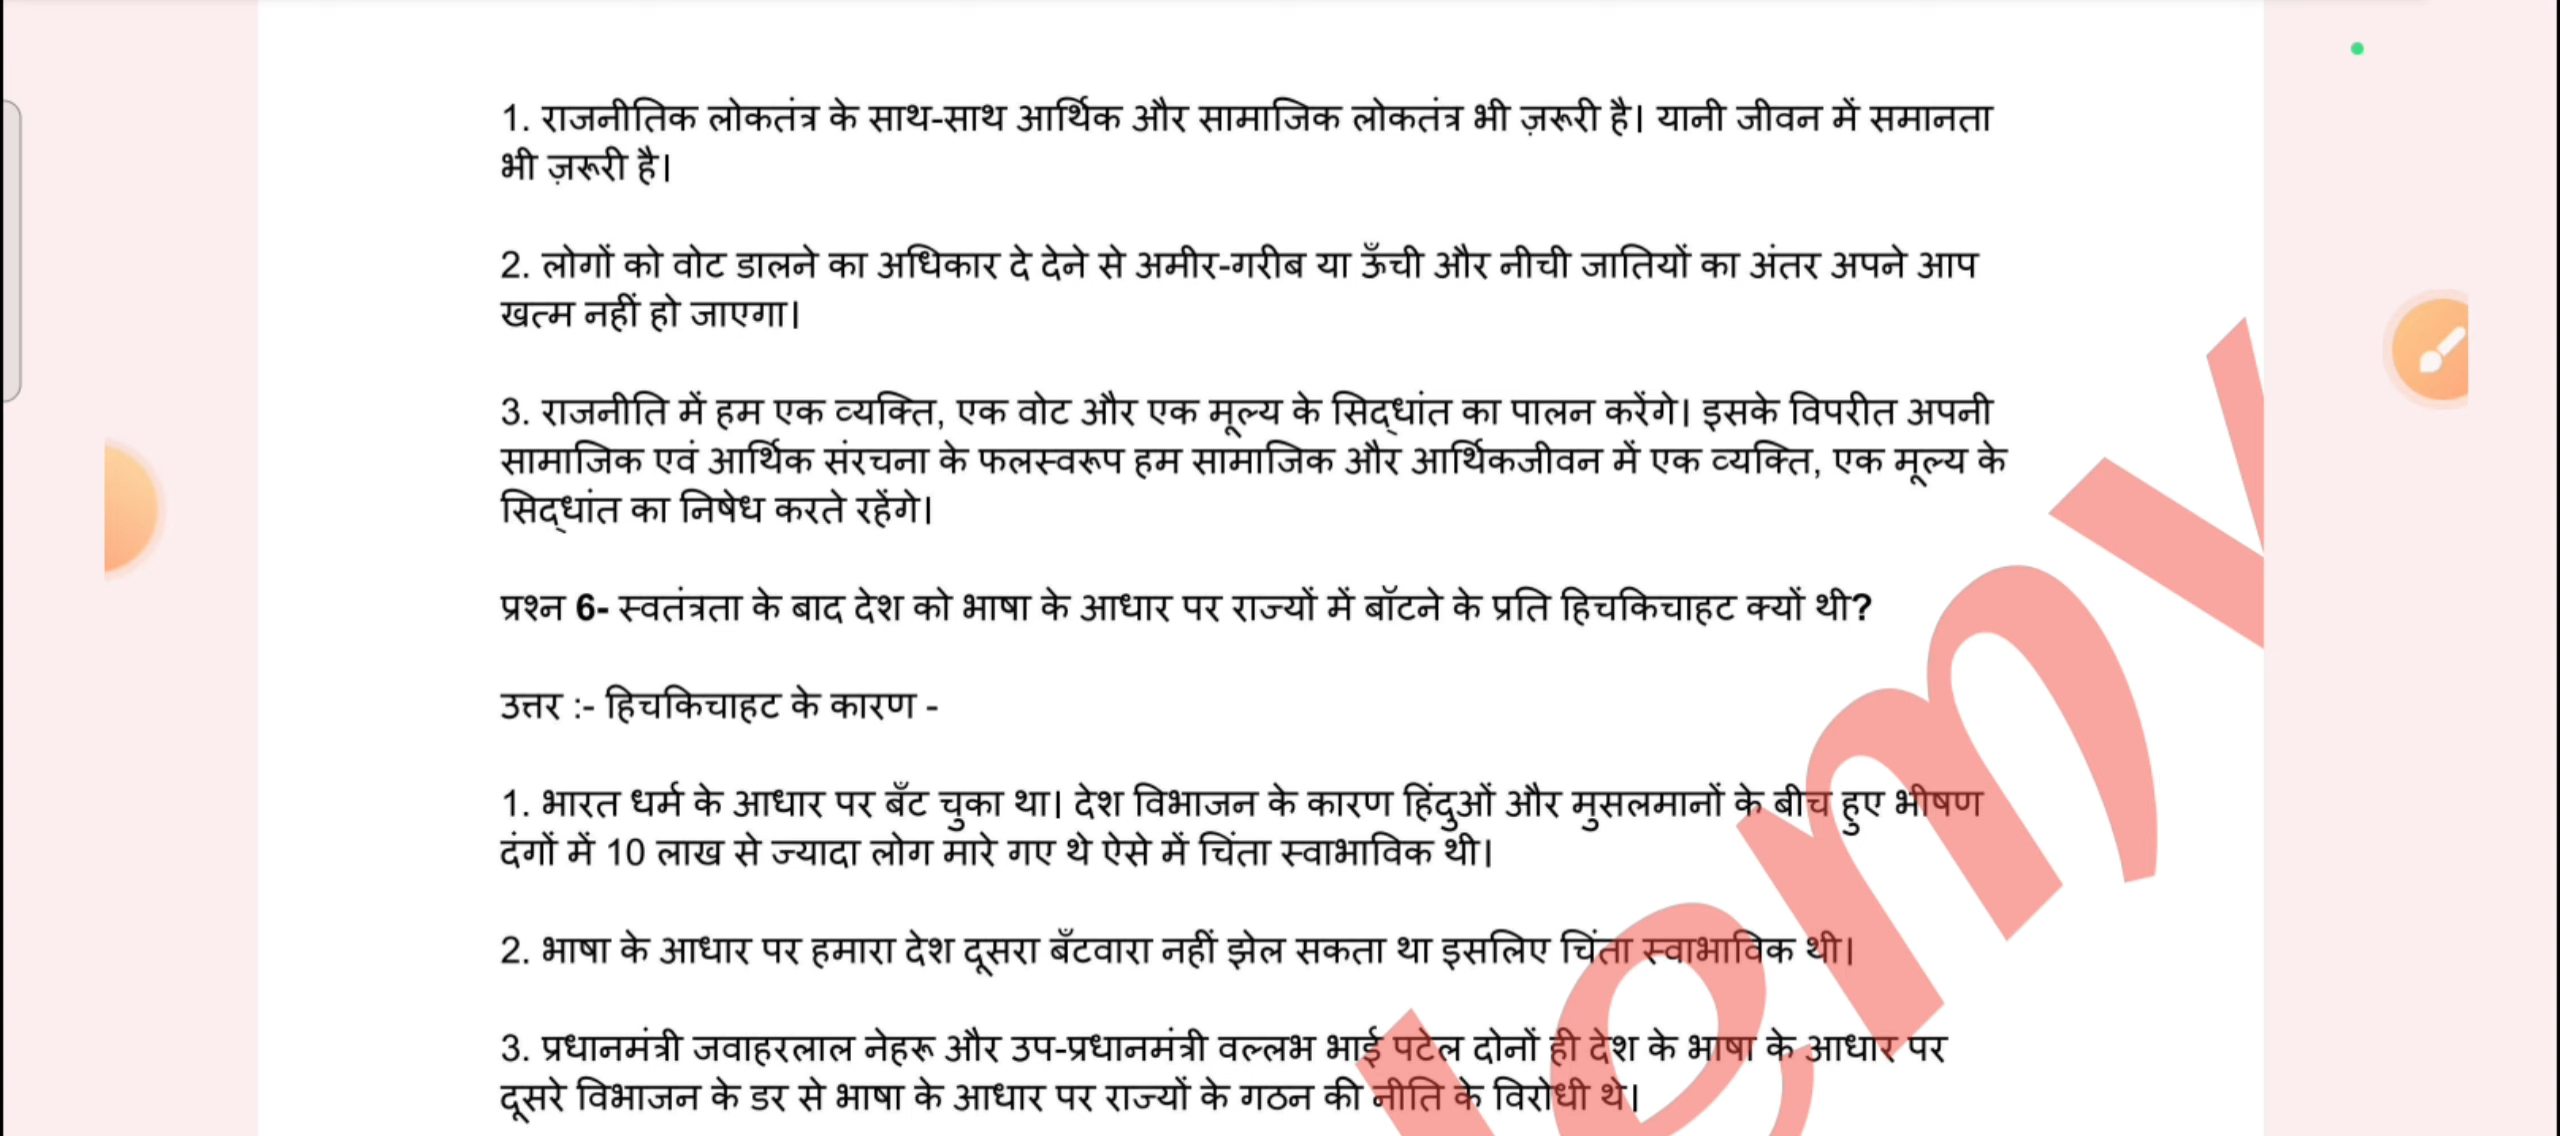 1. राजनीतिक लोकतंत्र के साथ-साथ आर्थिक और सामाजिक लोकतंत्र भी ज़रूरी है। यानी जीवन में समानता
भी ज़रूरी है।
2. लोगों को वोट डालने का अधिकार दे देने से अमीर-गरीब या ऊँची और नीची जातियों का अंतर अपने आप
खत्म नहीं हो जाएगा।
3. राजनीति में हम एक व्यक्ति, एक वोट और एक मूल्य के सिद्धांत का पालन करेंगे। इसके विपरीत अपनी
सामाजिक एवं आर्थिक संरचना के फलस्वरूप हम सामाजिक और आर्थिकजीवन में एक व्यक्ति, एक मूल्य के
सिद्धांत का निषेध करते रहेंगे।
प्रश्न 6- स्वतंत्रता के बाद देश को भाषा के आधार पर राज्यों में बॉटने के प्रति हिचकिचाहट क्यों थी?
उत्तर :- हिचकिचाहट के कारण -
1. भारत धर्म के आधार पर बँट चुका था। देश विभाजन के कारण हिंदुओं और मुसलमानों के बीच हुए भीषण
दंगों में 10 लाख से ज्यादा लोग मारे गए थे ऐसे में चिंता स्वाभाविक थी।
2. भाषा के आधार पर हमारा देश दूसरा बँटवारा नहीं झेल सकता था इसलिए चिंता स्वाभाविक थी।
3. प्रधानमंत्री जवाहरलाल नेहरू और उप-प्रधानमंत्री वल्लभ भाई पटेल दोनों ही देश के भाषा के आधार पर
दूसरे विभाजन के डर से भाषा के आधार पर राज्यों के गठन की नीति के विरोधी थे।